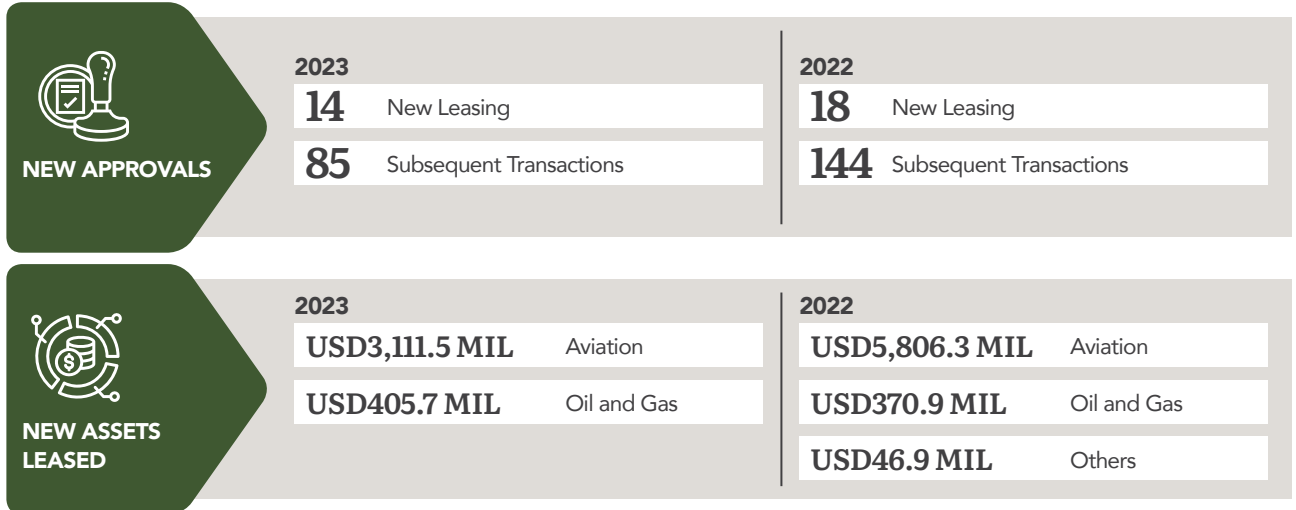 NEW APPROVALS
2023
14 New Leasing
85 Subsequent Transactions
2022
18 New Leasing
144 Subsequent Transactions
NEW ASSETS
LEASED
2023
USD3,111.5 MIL Aviation
USD405.7 MIL Oil and Gas
2022
USD5,806.3 MIL Aviation
USD370.9 MIL Oil and Gas
USD46.9 MIL Others